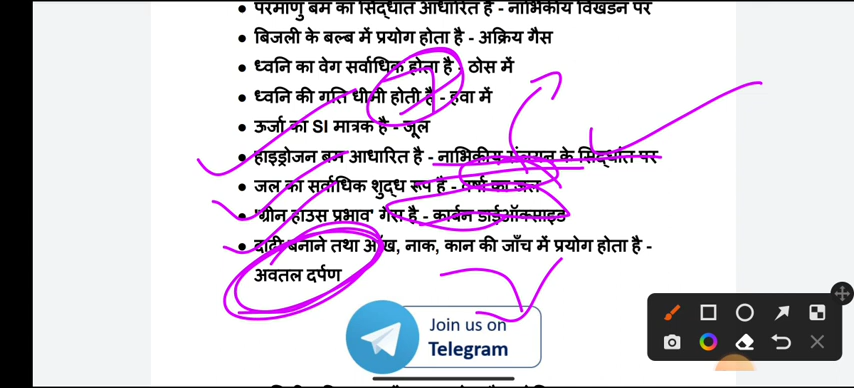 • परमाणु बम का सिद्धांत आधारित है - नाभिकीय विखंडन पर
• बिजली के बल्ब में प्रयोग होता है - अक्रिय गैस
• ध्वनि का वेग सर्वाधिक होता है - ठोस में
• ध्वनि की गति धीमी होती है - हवा में
• ऊर्जा का SI मात्रक है - जूल
• हाइड्रोजन बम आधारित है - नाभिकीय संलयन के सिद्धांत पर
• जल का सर्वाधिक शुद्ध रूप है - वर्षा का जल
• 'ग्रीन हाउस प्रभाव' गैस है - कार्बन डाईऑक्साइड
• दाढ़ी बनाने तथा आँख, नाक, कान की जाँच में प्रयोग होता है -
अवतल दर्पण
Join us on
Telegram